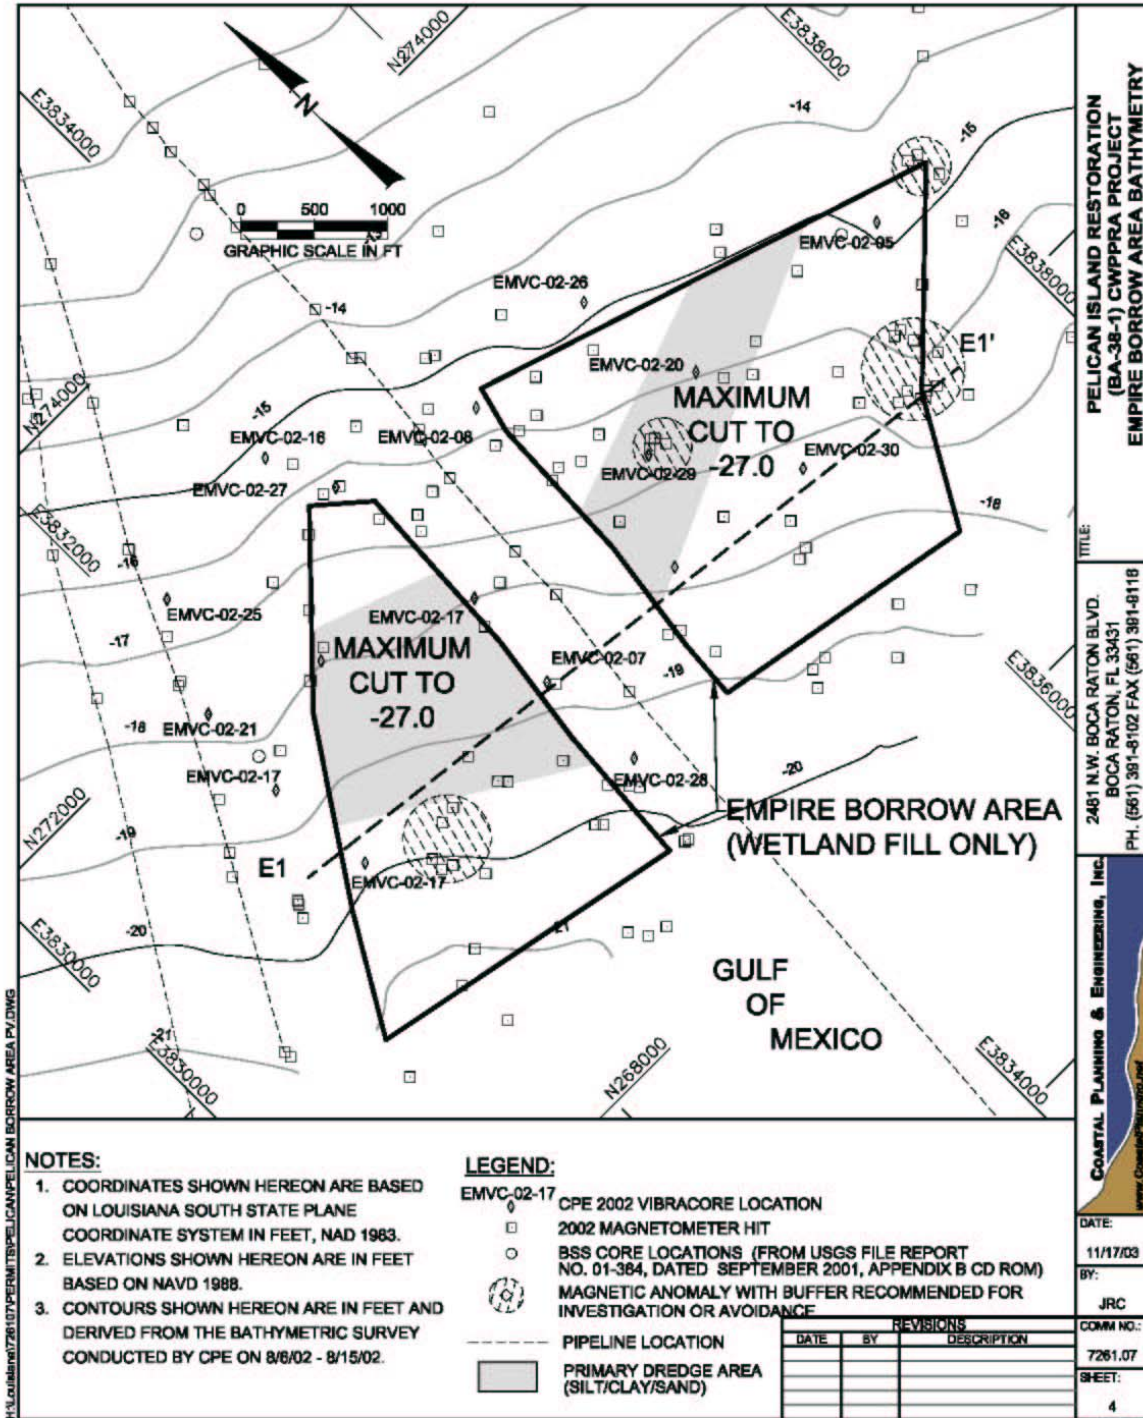 N274000
E3838000
E3834000
-14
-15
N
0 500 1000
GRAPHIC SCALE IN FT
EMVC-02-05
-16
E3838000
EMVC-02-26
-14
E1'
EMVC-02-20
MAXIMUM
CUT TO
-27.0
N274000
-15
EMVC-02-16
EMVC-02-08
EMVC-02-30
EMVC-02-29
EMVC-02-27
-18
E3832000
-16
EMVC-02-25
EMVC-02-17
-17
MAXIMUM
CUT TO
-27.0
EMVC-02-07
-19
E3836000
-18
EMVC-02-21
EMVC-02-17
EMVC-02-28
-20
N272000
-19
EMPIRE BORROW AREA
(WETLAND FILL ONLY)
E1
EMVC-02-17
E3830000
-20
-21
GULF
OF
MEXICO
-21
E3830000
N268000
E3834000
NOTES:
1. COORDINATES SHOWN HEREON ARE BASED
ON LOUISIANA SOUTH STATE PLANE
COORDINATE SYSTEM IN FEET, NAD 1983.
2. ELEVATIONS SHOWN HEREON ARE IN FEET
BASED ON NAVD 1988.
3. CONTOURS SHOWN HEREON ARE IN FEET AND
DERIVED FROM THE BATHYMETRIC SURVEY
CONDUCTED BY CPE ON 8/6/02 - 8/15/02.
LEGEND:
EMVC-02-17
CPE 2002 VIBRACORE LOCATION
2002 MAGNETOMETER HIT
BSS CORE LOCATIONS (FROM USGS FILE REPORT
NO. 01-384, DATED SEPTEMBER 2001, APPENDIX B CD ROM)
MAGNETIC ANOMALY WITH BUFFER RECOMMENDED FOR
INVESTIGATION OR AVOIDANCE
PIPELINE LOCATION
PRIMARY DREDGE AREA
(SILT/CLAY/SAND)
REVISIONS
DATE BY DESCRIPTION
PELICAN ISLAND RESTORATION
(BA-38-1) CWPPRA PROJECT
EMPIRE BORROW AREA BATHYMETRY
TITLE:
2481 N.W. BOCA RATON BLVD.
BOCA RATON, FL 33431
PH. (561) 391-8102 FAX (561) 391-9116
COASTAL PLANNING & ENGINEERING, INC.
DATE:
11/17/03
BY:
JRC
COMM NO.:
7261.07
SHEET:
4